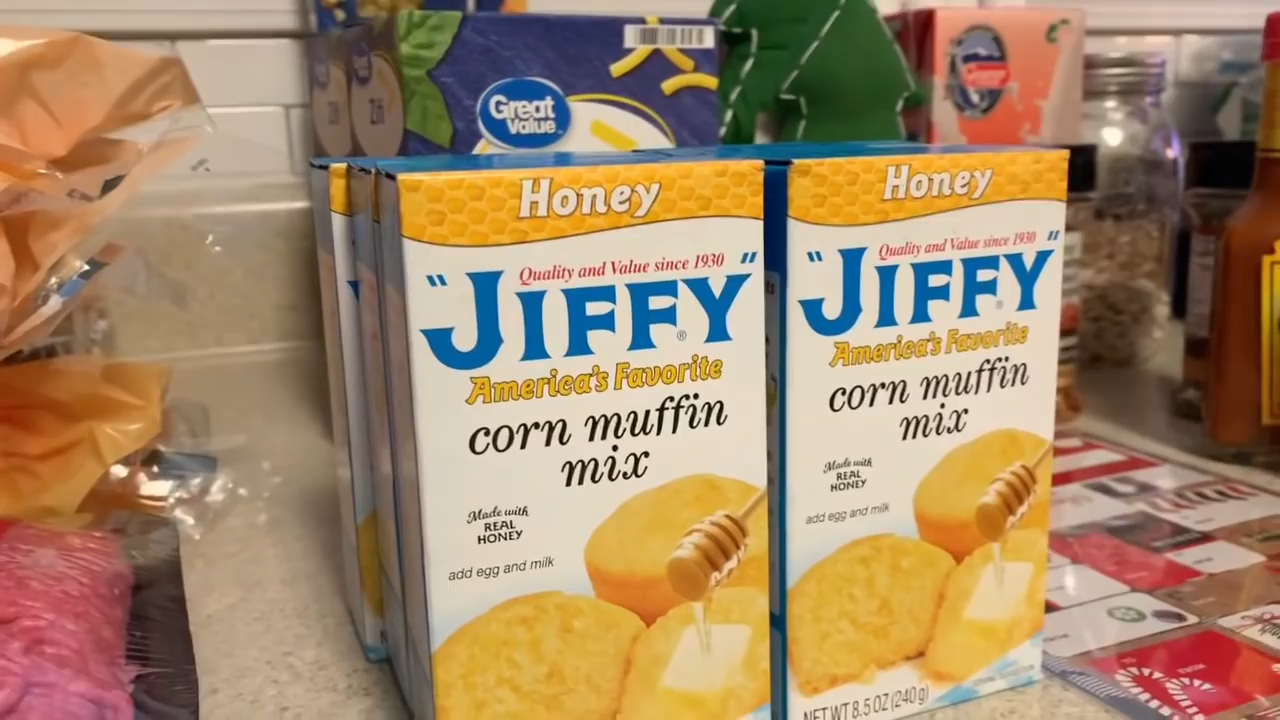 Great
Value
Honey
Quality and Value since 1930
"JIFFY"
America's Favorite
corn muffin
mix
Made with
REAL
HONEY
add egg and milk
Honey
Quality and Value since 1930
"JIFFY"
America's Favorite
corn muffin
mix
Made with
REAL
HONEY
add egg and milk
NET WT 8.5 OZ (240g)